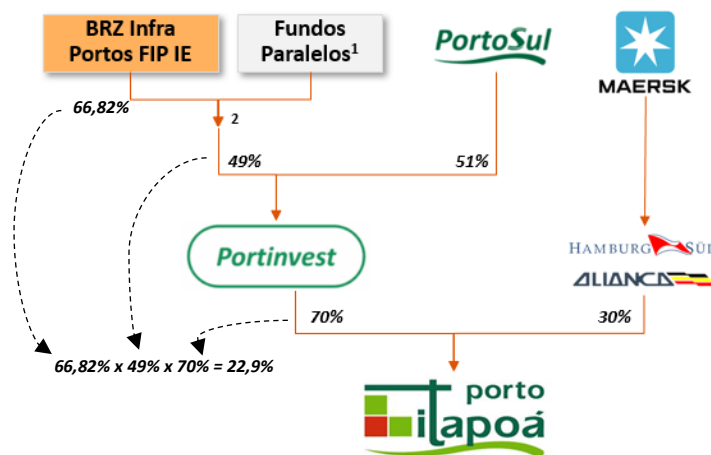 BRZ Infra
Portos FIP IE
Fundos
Paralelos¹
PortoSul
MAERSK
66,82%
2
49%
51%
Portinvest
HAMBURG SÜD
ALIANCA
70%
30%
66,82% x 49% x 70% = 22,9%
porto
itapoá